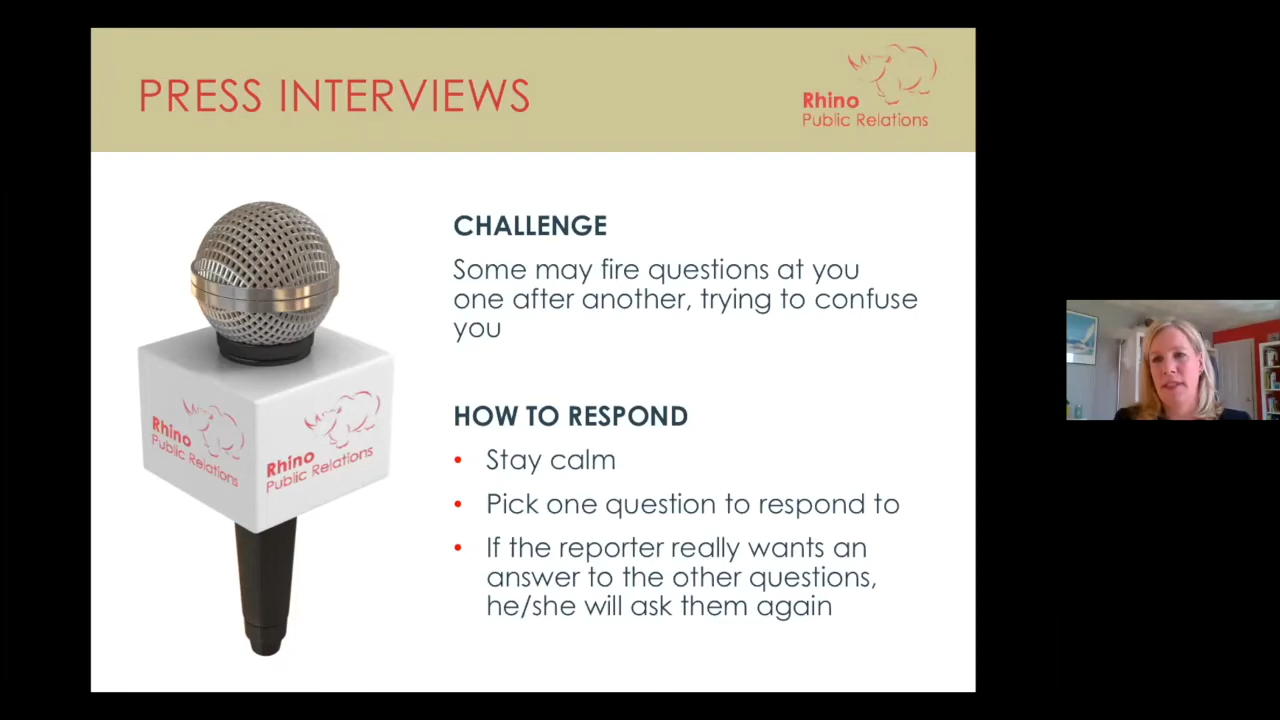 PRESS INTERVIEWS
Rhino
Public Relations
CHALLENGE
Some may fire questions at you
one after another, trying to confuse
you
HOW TO RESPOND
• Stay calm
• Pick one question to respond to
• If the reporter really wants an
answer to the other questions,
he/she will ask them again
Rhino
Public Relations
Rhino
Public Relations